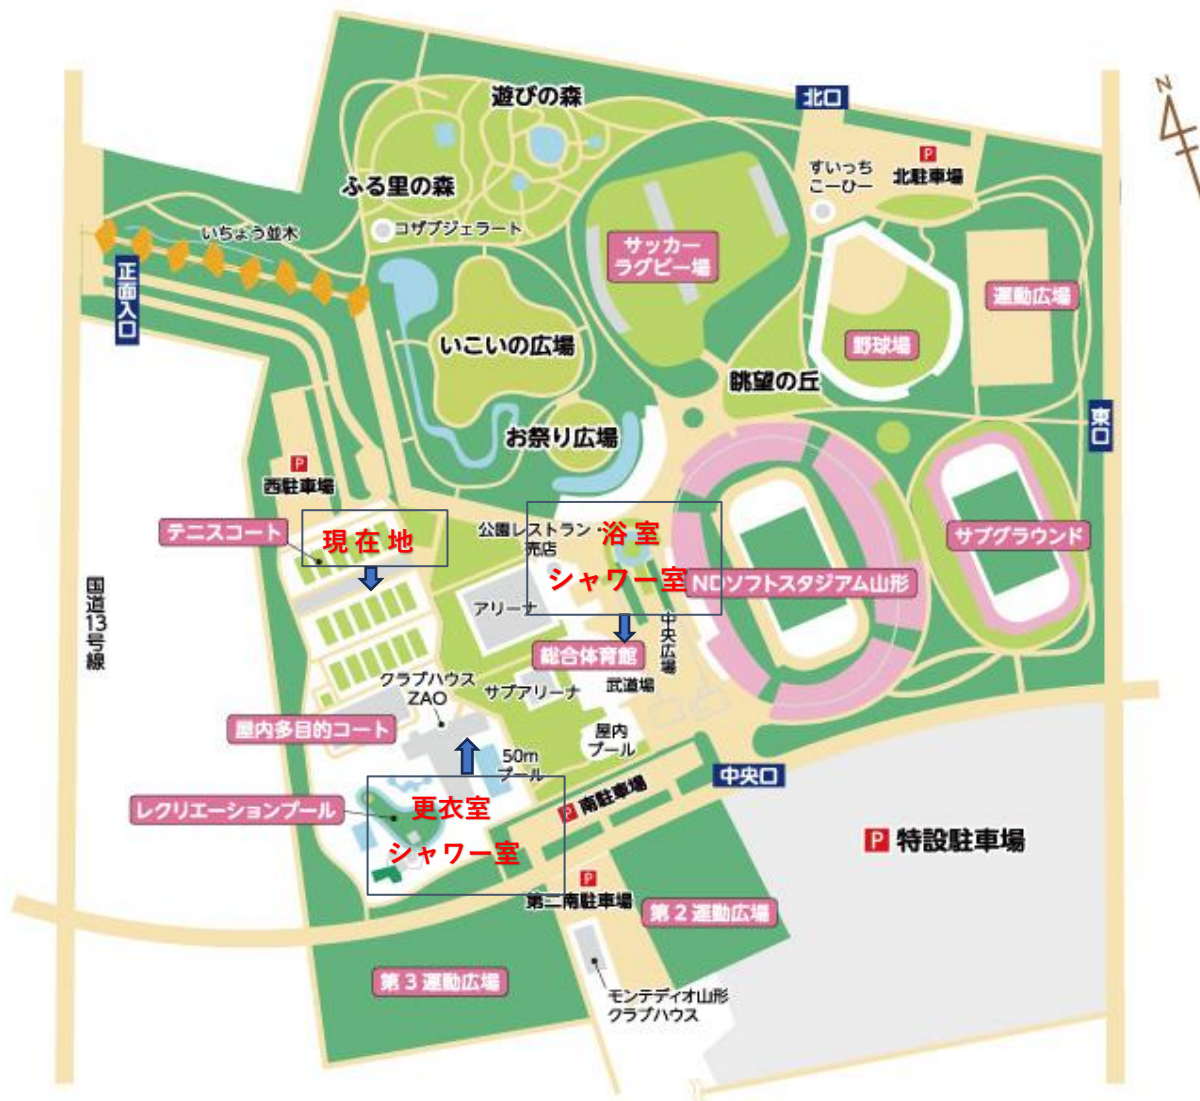 遊びの森
北口
N
すいっち
こーひー
P
北駐車場
ふる里の森
コザブジェラート
いちょう並木
サッカー
ラグビー場
正面入口
運動広場
いこいの広場
野球場
眺望の丘
お祭り広場
東口
P
西駐車場
テニスコート
現在地
公園レストラン・
売店
浴室
シャワー室
サブグラウンド
NDソフトスタジアム山形
国道13号線
アリーナ
中央広場
総合体育館
クラブハウス
ZAO
サブアリーナ
武道場
屋内多目的コート
屋内
プール
50m
プール
中央口
レクリエーションプール
更衣室
シャワー室
P 南駐車場
P 特設駐車場
P
第二南駐車場
第2運動広場
第3運動広場
モンテディオ山形
クラブハウス